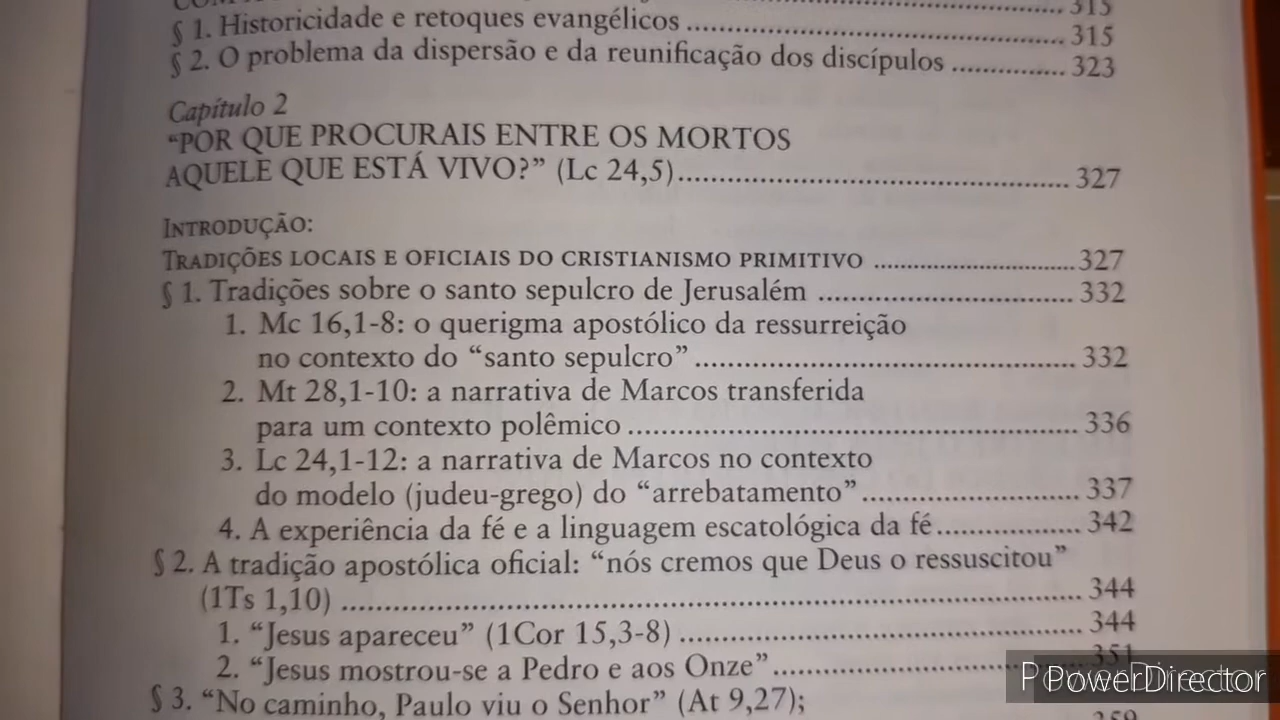 315
§ 1. Historicidade e retoques evangélicos ........ 315
§ 2. O problema da dispersão e da reunificação dos discípulos ........ 323
Capítulo 2
“POR QUE PROCURAIS ENTRE OS MORTOS
AQUELE QUE ESTÁ VIVO?” (Lc 24,5) ........ 327
INTRODUÇÃO:
TRADIÇÕES LOCAIS E OFICIAIS DO CRISTIANISMO PRIMITIVO ........ 327
§ 1. Tradições sobre o santo sepulcro de Jerusalém ........ 332
1. Mc 16,1-8: o querigma apostólico da ressurreição
no contexto do “santo sepulcro” ........ 332
2. Mt 28,1-10: a narrativa de Marcos transferida
para um contexto polêmico ........ 336
3. Lc 24,1-12: a narrativa de Marcos no contexto
do modelo (judeu-grego) do “arrebatamento” ........ 337
4. A experiência da fé e a linguagem escatológica da fé ........ 342
§ 2. A tradição apostólica oficial: “nós cremos que Deus o ressuscitou”
(1Ts 1,10) ........ 344
1. “Jesus apareceu” (1Cor 15,3-8) ........ 344
2. “Jesus mostrou-se a Pedro e aos Onze” ........ 351
§ 3. “No caminho, Paulo viu o Senhor” (At 9,27);
PowerDirector